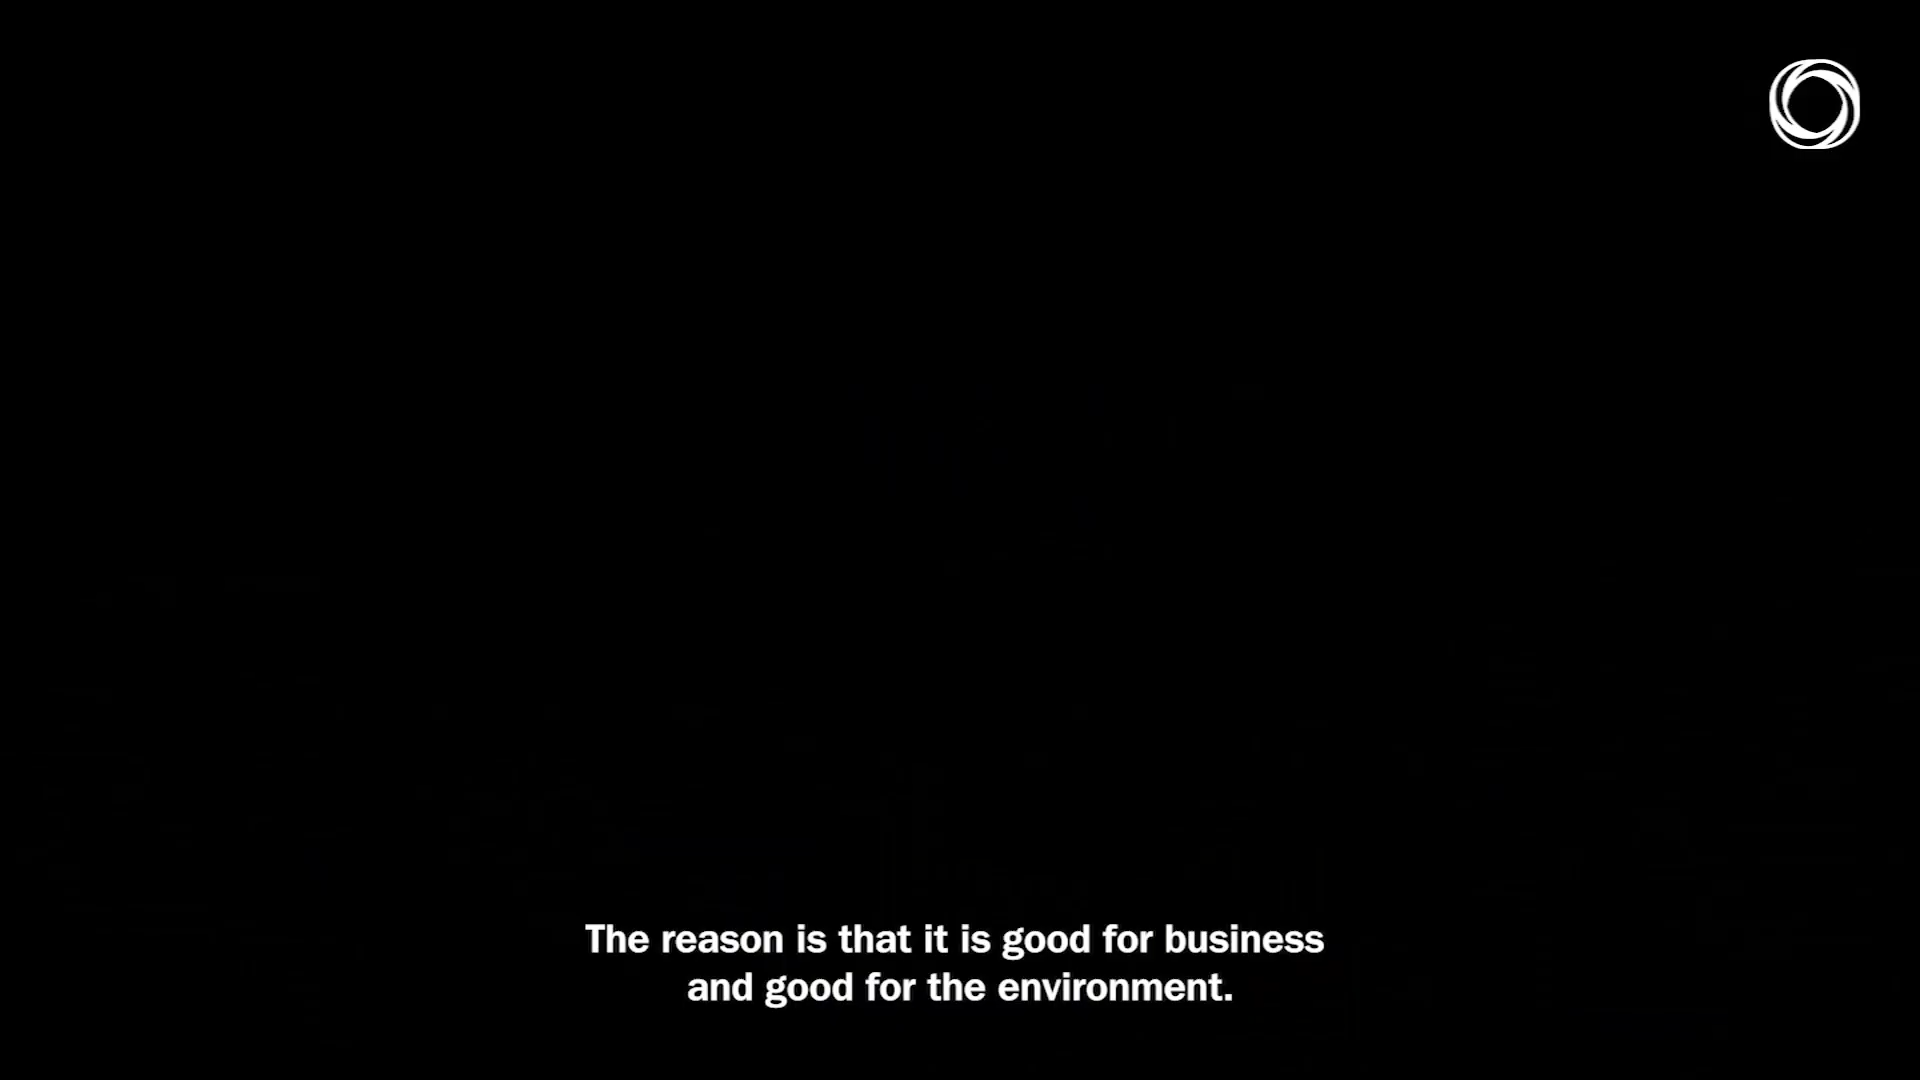 The reason is that it is good for business
and good for the environment.